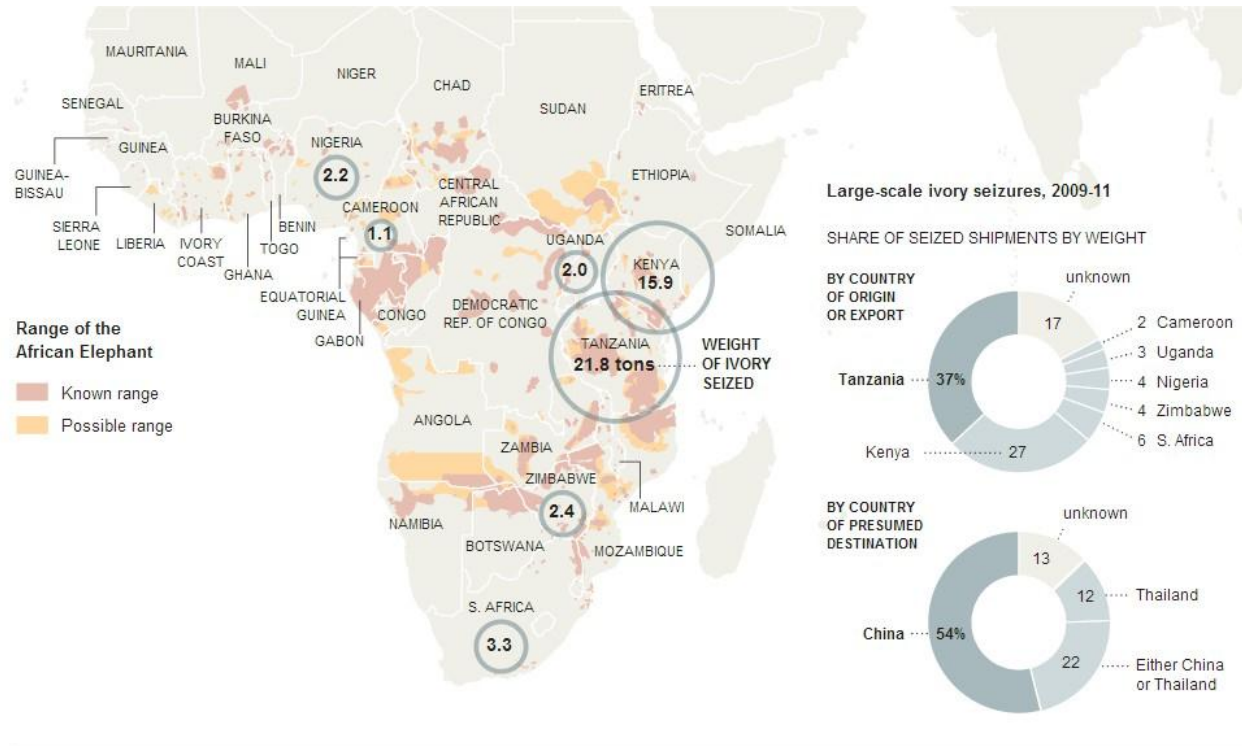 MAURITANIA
MALI
NIGER
CHAD
SUDAN
ERITREA
SENEGAL
BURKINA
FASO
NIGERIA
2.2
GUINEA
GUINEA-
BISSAU
SIERRA
LEONE
LIBERIA
IVORY
COAST
GHANA
TOGO
BENIN
CAMEROON
1.1
CENTRAL
AFRICAN
REPUBLIC
ETHIOPIA
SOMALIA
UGANDA
2.0
KENYA
15.9
EQUATORIAL
GUINEA
GABON
CONGO
DEMOCRATIC
REP. OF CONGO
TANZANIA
21.8 tons
WEIGHT
OF IVORY
SEIZED
Range of the
African Elephant
Known range
Possible range
ANGOLA
ZAMBIA
ZIMBABWE
2.4
MALAWI
NAMIBIA
BOTSWANA
MOZAMBIQUE
S. AFRICA
3.3
Large-scale ivory seizures, 2009-11
SHARE OF SEIZED SHIPMENTS BY WEIGHT
BY COUNTRY
OF ORIGIN
OR EXPORT
unknown
17
2 Cameroon
3 Uganda
4 Nigeria
4 Zimbabwe
6 S. Africa
Tanzania 37%
Kenya 27
BY COUNTRY
OF PRESUMED
DESTINATION
unknown
13
12 Thailand
China 54%
22 Either China
or Thailand